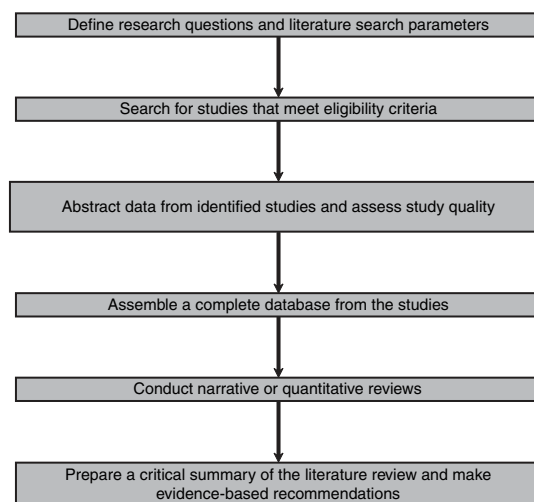 Define research questions and literature search parameters
Search for studies that meet eligibility criteria
Abstract data from identified studies and assess study quality
Assemble a complete database from the studies
Conduct narrative or quantitative reviews
Prepare a critical summary of the literature review and make
evidence-based recommendations